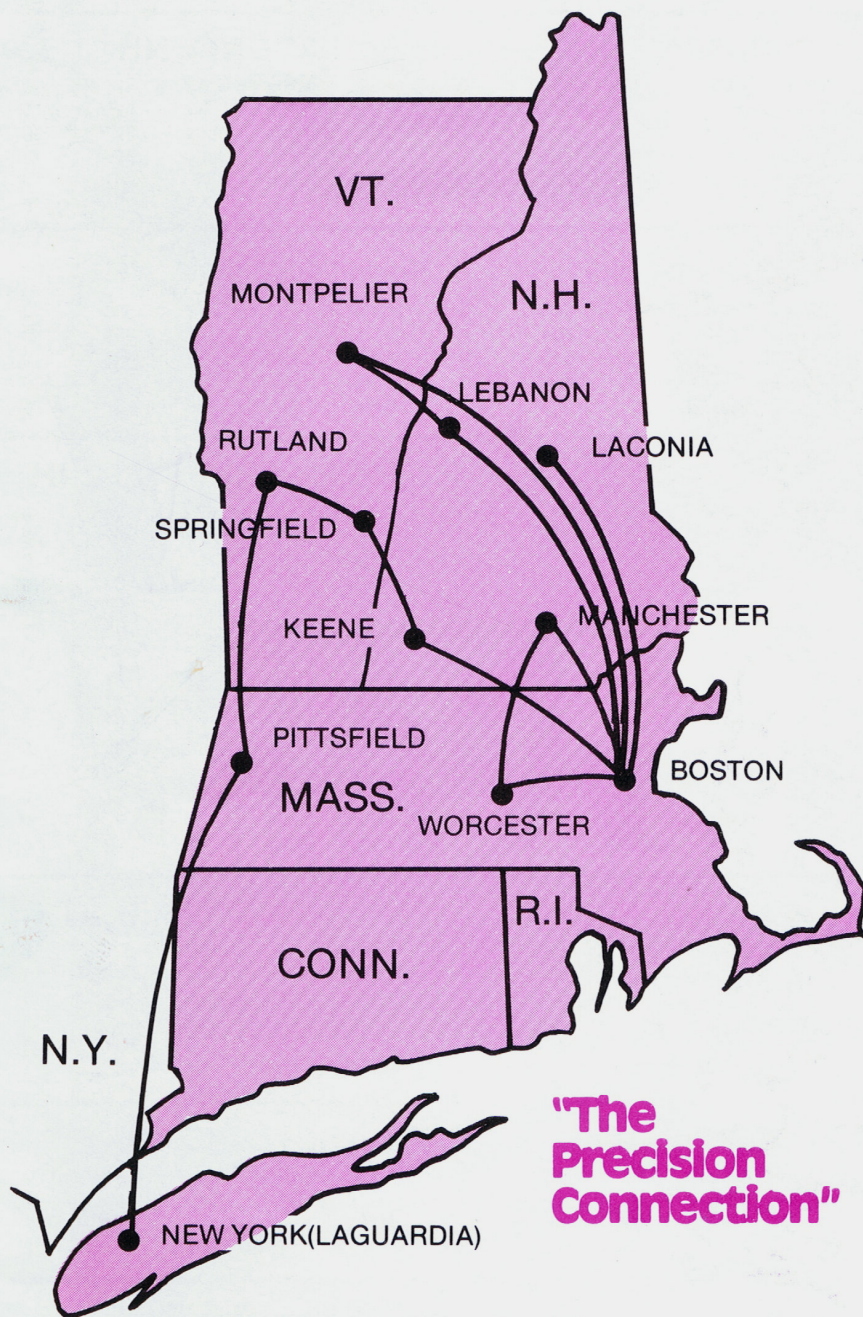 VT.
MONTPELIER
N.H.
LEBANON
RUTLAND
LACONIA
SPRINGFIELD
KEENE
MANCHESTER
PITTSFIELD
BOSTON
MASS.
WORCESTER
R.I.
CONN.
N.Y.
"The
Precision
Connection"
NEW YORK(LAGUARDIA)